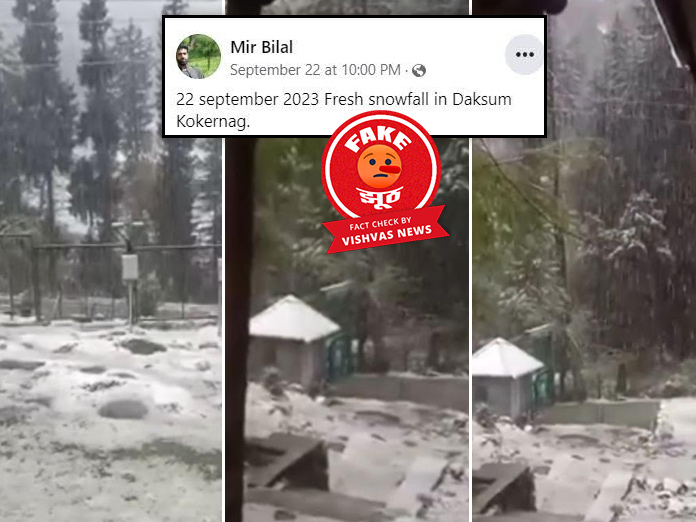 Mir Bilal
September 22 at 10:00 PM ·
22 september 2023 Fresh snowfall in Daksum
Kokernag.
FAKE
झूठ
FACT CHECK BY
VISHVAS NEWS